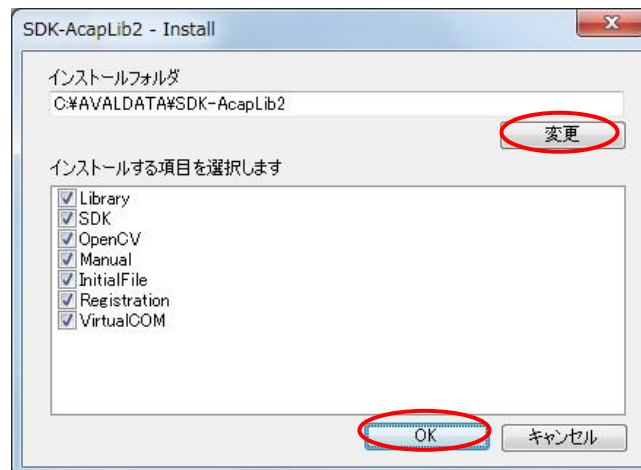 SDK-AcapLib2 - Install
インストールフォルダ
C:¥AVALDATA¥SDK-AcapLib2
変更
インストールする項目を選択します
Library
SDK
OpenCV
Manual
InitialFile
Registration
VirtualCOM
OK キャンセル